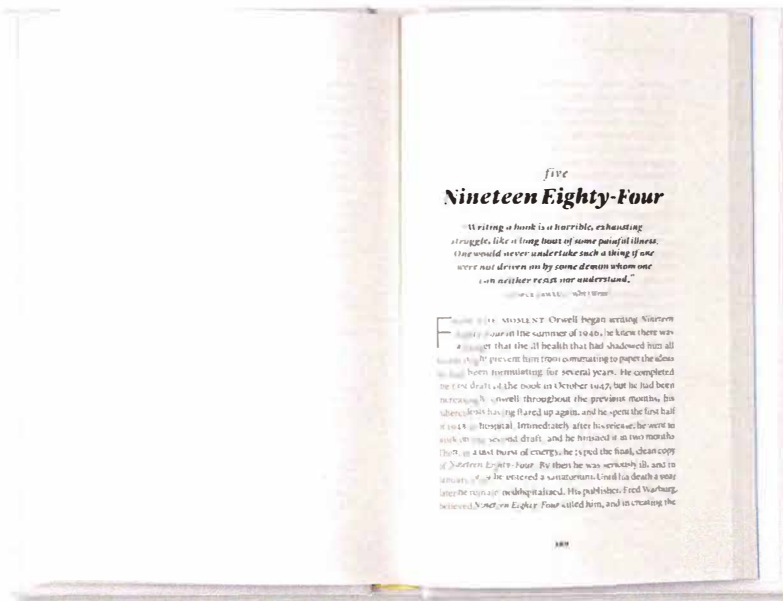 five
Nineteen Eighty-Four
"Writing a book is a horrible, exhausting
struggle, like a long bout of some painful illness.
One would never undertake such a thing if one
were not driven on by some demon whom one
can neither resist nor understand."
MOMENT Orwell began writing Nineteen
Four in the summer of 1946, he knew there was
that the ill health that had shadowed him all
prevent him from committing to paper the ideas
been formulating for several years. He completed
first draft of the book in October 1947, but he had been
unwell throughout the previous months, his
having flared up again, and he spent the first half
hospital. Immediately after his release, he went to
second draft, and he finished it in two months
in a last burst of energy, he typed the final, clean copy
of Nineteen Eighty-Four. By then he was seriously ill, and in
he entered a sanatorium. Until his death a year
later he hospitalized. His publisher, Fred Warburg,
believed Nineteen Eighty-Four killed him, and in creating the